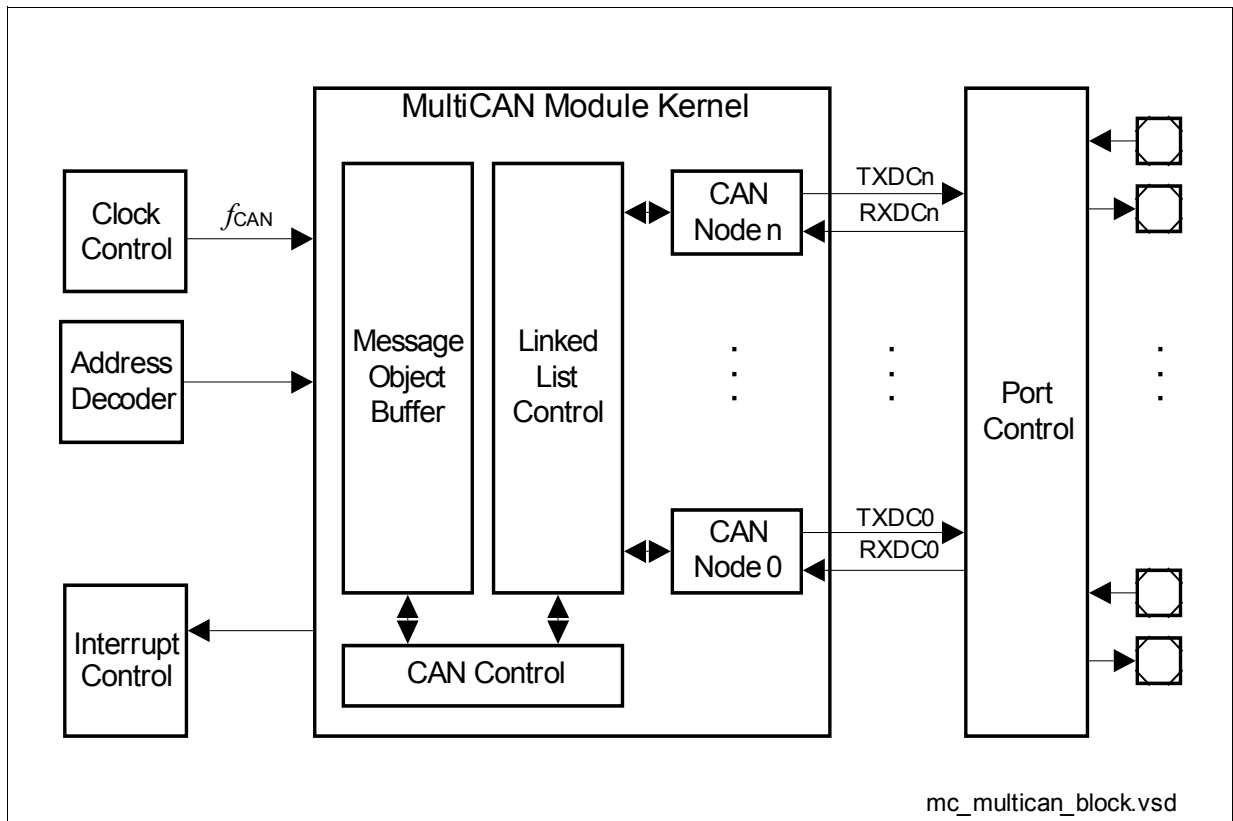 MultiCAN Module Kernel
Clock
Control
fCAN
Address
Decoder
Interrupt
Control
Message
Object
Buffer
Linked
List
Control
CAN Control
CAN
Node n
TXDCn
RXDCn
CAN
Node 0
TXDC0
RXDC0
Port
Control
mc_multican_block.vsd